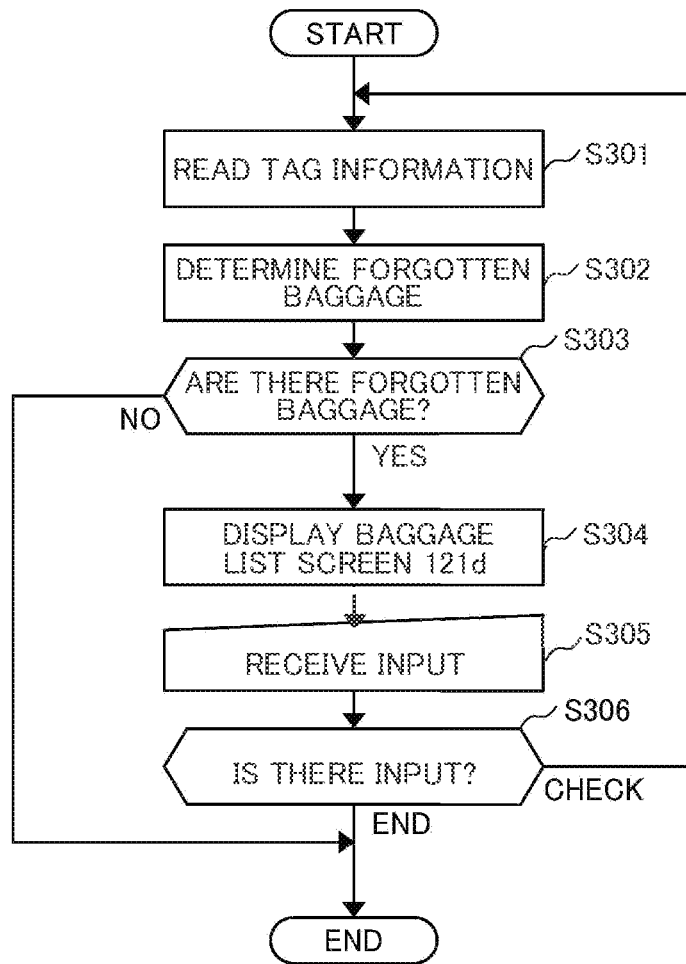 START
READ TAG INFORMATION
S301
DETERMINE FORGOTTEN
BAGGAGE
S302
S303
ARE THERE FORGOTTEN
BAGGAGE?
NO
YES
DISPLAY BAGGAGE
LIST SCREEN 121d
S304
RECEIVE INPUT
S305
S306
IS THERE INPUT?
CHECK
END
END